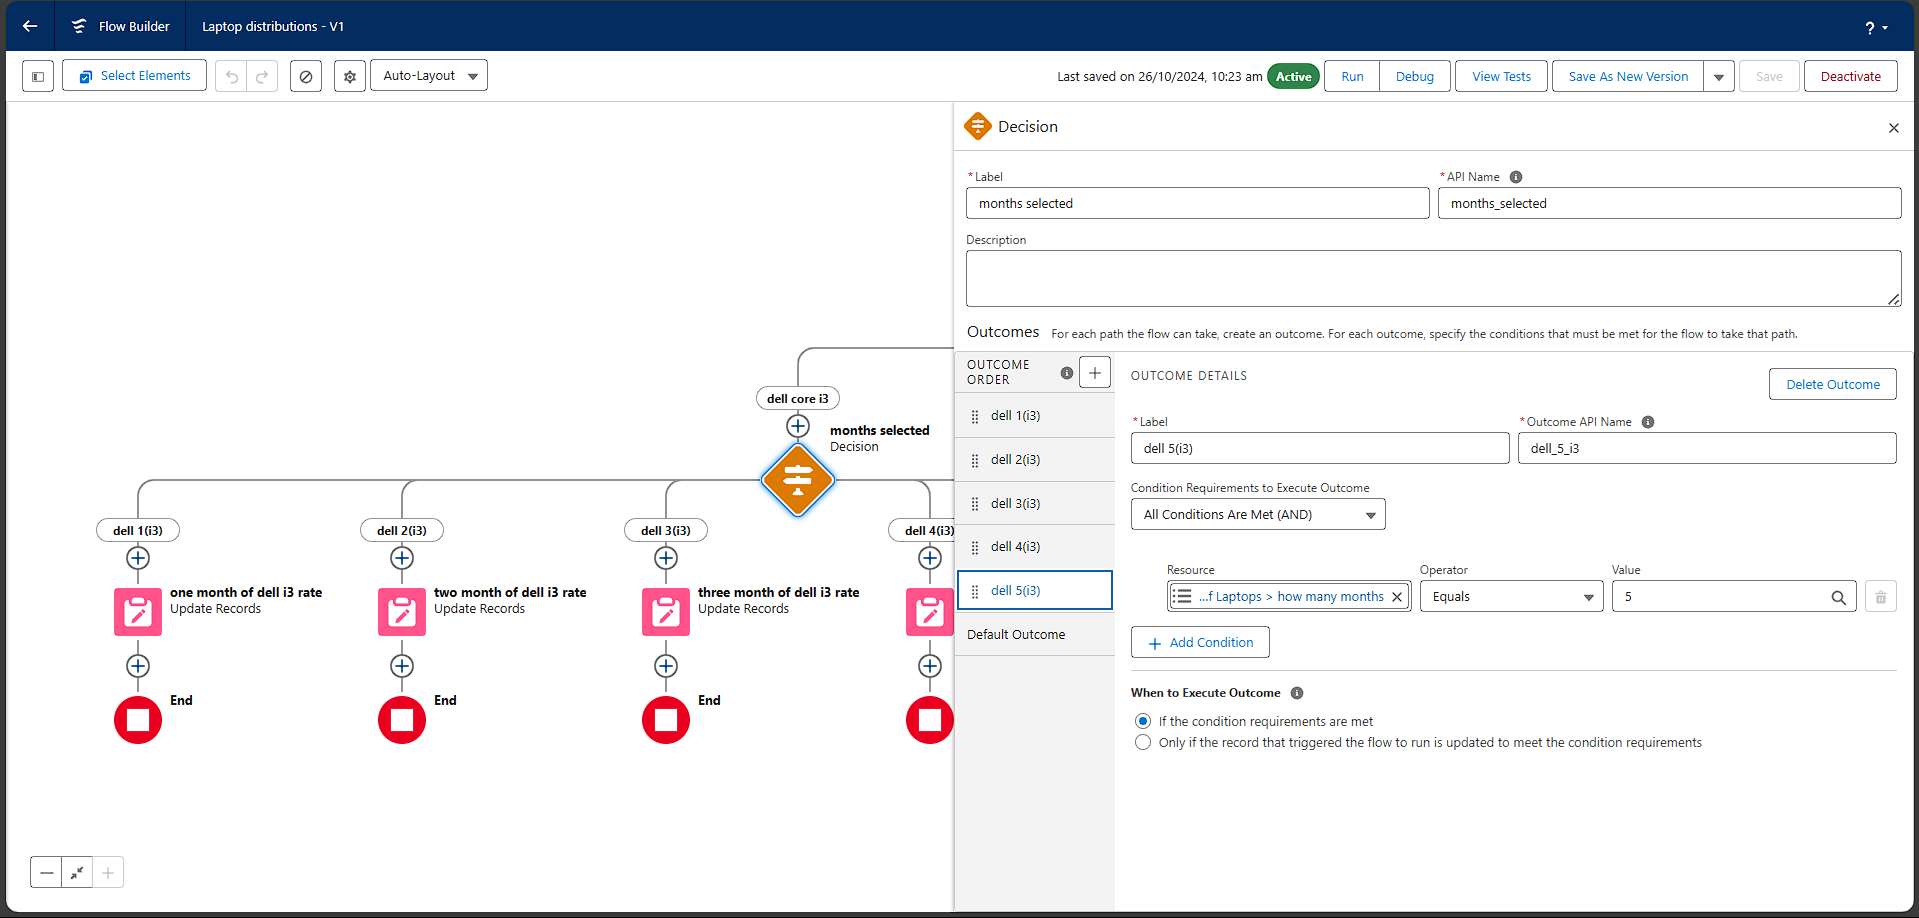 Flow Builder
Laptop distributions - V1
?
Select Elements
Auto-Layout
Last saved on 26/10/2024, 10:23 am
Active
Run
Debug
View Tests
Save As New Version
Save
Deactivate
dell core i3
months selected
Decision
dell 1(i3)
dell 2(i3)
dell 3(i3)
dell 4(i3)
one month of dell i3 rate
Update Records
two month of dell i3 rate
Update Records
three month of dell i3 rate
Update Records
End
End
End
Decision
* Label
months selected
* API Name
months_selected
Description
Outcomes
For each path the flow can take, create an outcome. For each outcome, specify the conditions that must be met for the flow to take that path.
OUTCOME
ORDER
dell 1(i3)
dell 2(i3)
dell 3(i3)
dell 4(i3)
dell 5(i3)
Default Outcome
OUTCOME DETAILS
Delete Outcome
* Label
dell 5(i3)
* Outcome API Name
dell_5_i3
Condition Requirements to Execute Outcome
All Conditions Are Met (AND)
Resource
...f Laptops > how many months
Operator
Equals
Value
5
Add Condition
When to Execute Outcome
If the condition requirements are met
Only if the record that triggered the flow to run is updated to meet the condition requirements